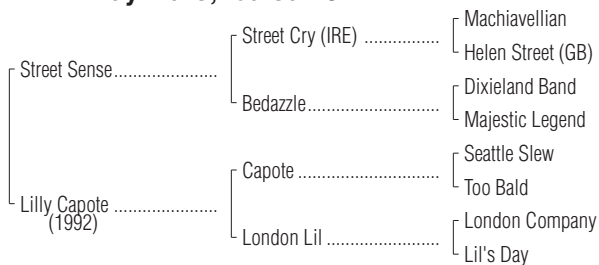 Machiavellian
Street Cry (IRE) ................
Helen Street (GB)
Street Sense......................
Dixieland Band
Bedazzle............................
Majestic Legend
Seattle Slew
Capote ..............................
Too Bald
Lilly Capote ......................
(1992)
London Company
London Lil ........................
Lil's Day